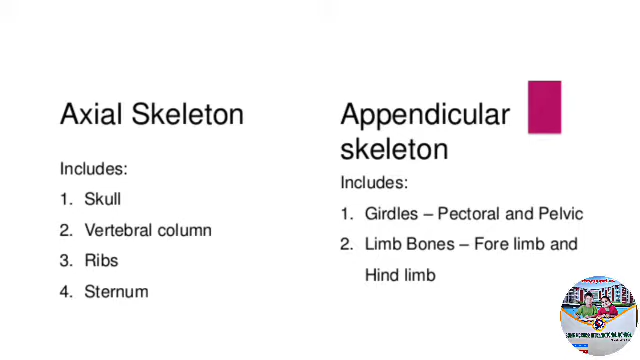 Axial Skeleton
Includes:
1. Skull
2. Vertebral column
3. Ribs
4. Sternum
Appendicular
skeleton
Includes:
1. Girdles – Pectoral and Pelvic
2. Limb Bones – Fore limb and
Hind limb